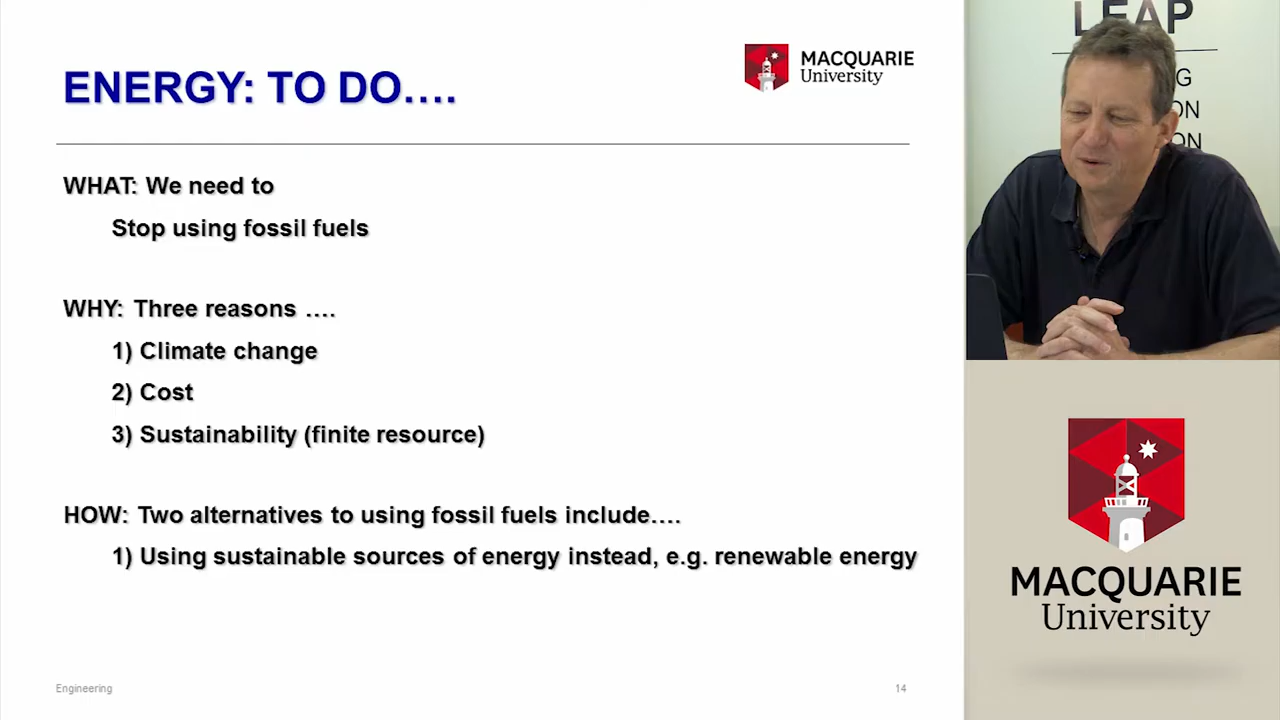 ENERGY: TO DO….
MACQUARIE
University
WHAT: We need to
Stop using fossil fuels
WHY: Three reasons ….
1) Climate change
2) Cost
3) Sustainability (finite resource)
HOW: Two alternatives to using fossil fuels include….
1) Using sustainable sources of energy instead, e.g. renewable energy
Engineering
14
LEAP
MACQUARIE
University